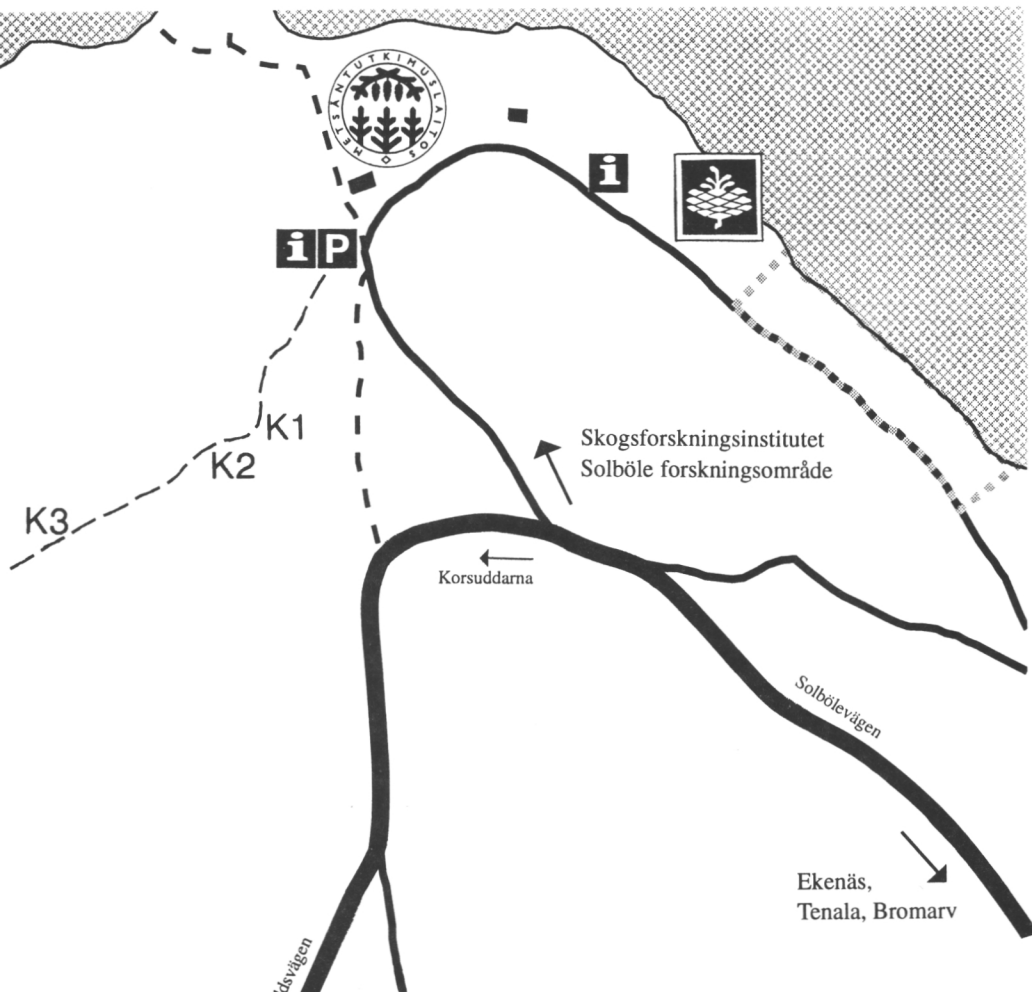 METSÄNTUTKIMUSLAITOS
i
i P
K1
K2
K3
Skogsforskningsinstitutet
Solböle forskningsområde
Korsuddarna
Solbölevägen
Ekenäs,
Tenala, Bromarv